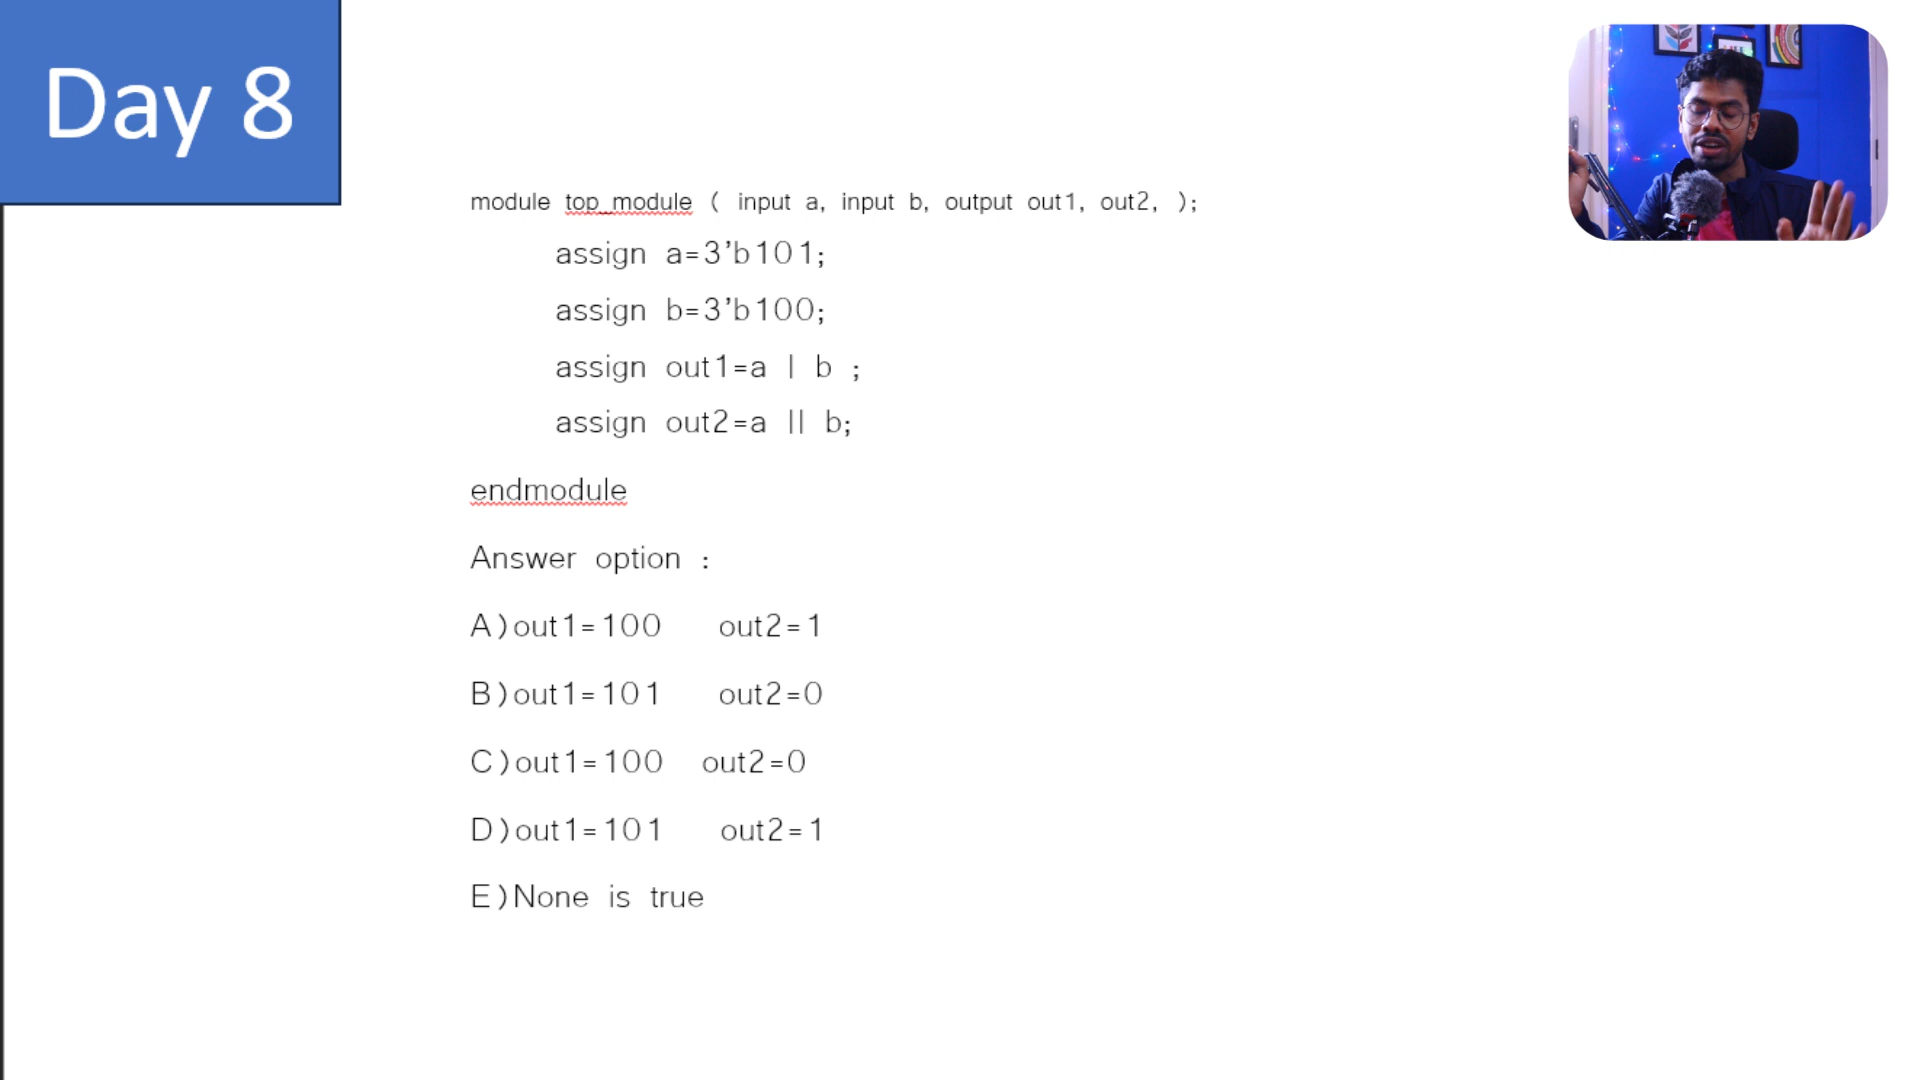 Day 8
module top_module ( input a, input b, output out1, out2, );
assign a=3'b101;
assign b=3'b100;
assign out1=a | b ;
assign out2=a || b;
endmodule
Answer option :
A)out1=100 out2=1
B)out1=101 out2=0
C)out1=100 out2=0
D)out1=101 out2=1
E)None is true